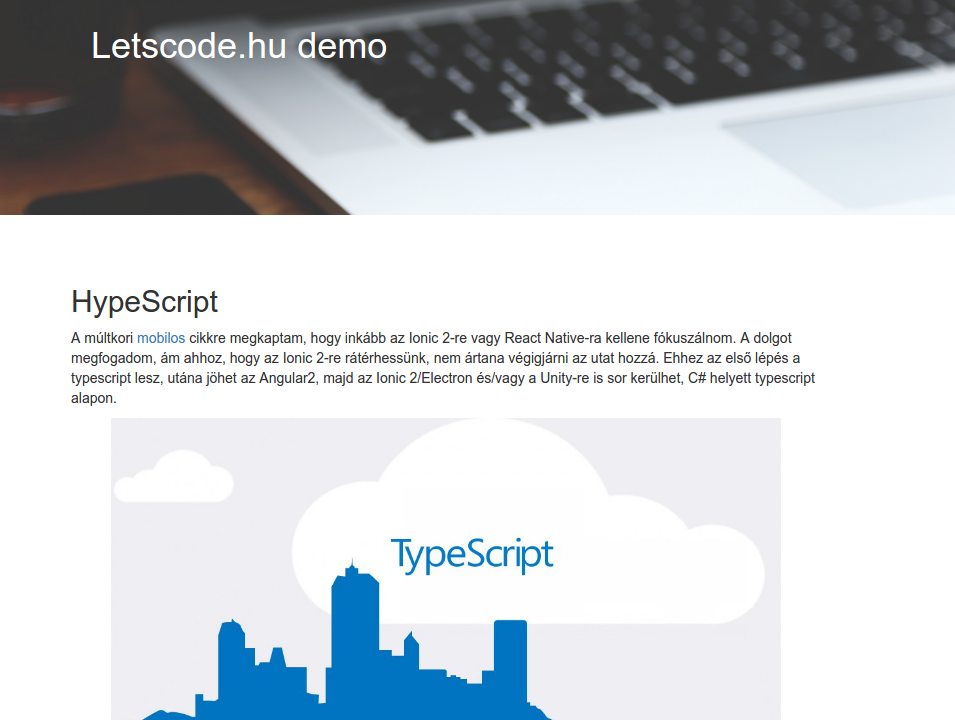 Letscode.hu demo
HypeScript
A múltkori mobilos cikkre megkaptam, hogy inkább az Ionic 2-re vagy React Native-ra kellene fókuszálnom. A dolgot
megfogadom, ám ahhoz, hogy az Ionic 2-re rátérhessünk, nem ártana végigjárni az utat hozzá. Ehhez az első lépés a
typescript lesz, utána jöhet az Angular2, majd az Ionic 2/Electron és/vagy a Unity-re is sor kerülhet, C# helyett typescript
alapon.
TypeScript